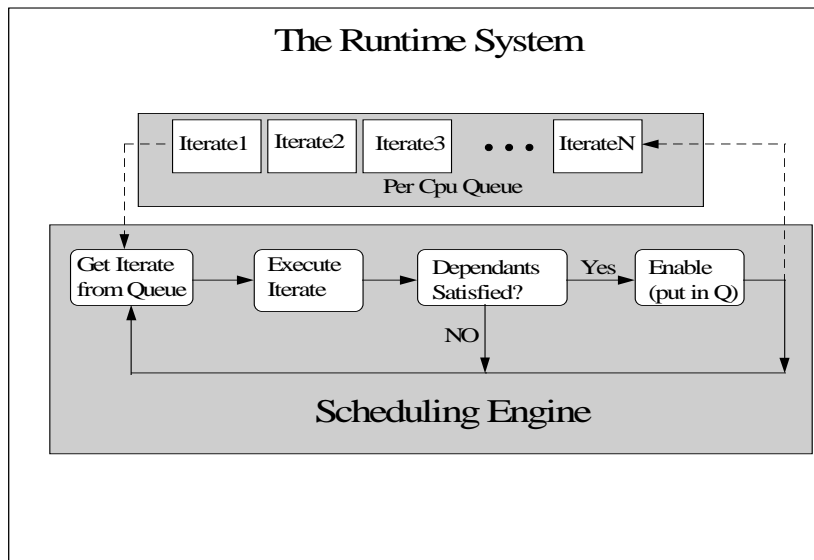 The Runtime System
Iterate1 Iterate2 Iterate3 • • • IterateN
Per Cpu Queue
Get Iterate
from Queue
Execute
Iterate
Dependants
Satisfied?
Yes
Enable
(put in Q)
NO
Scheduling Engine